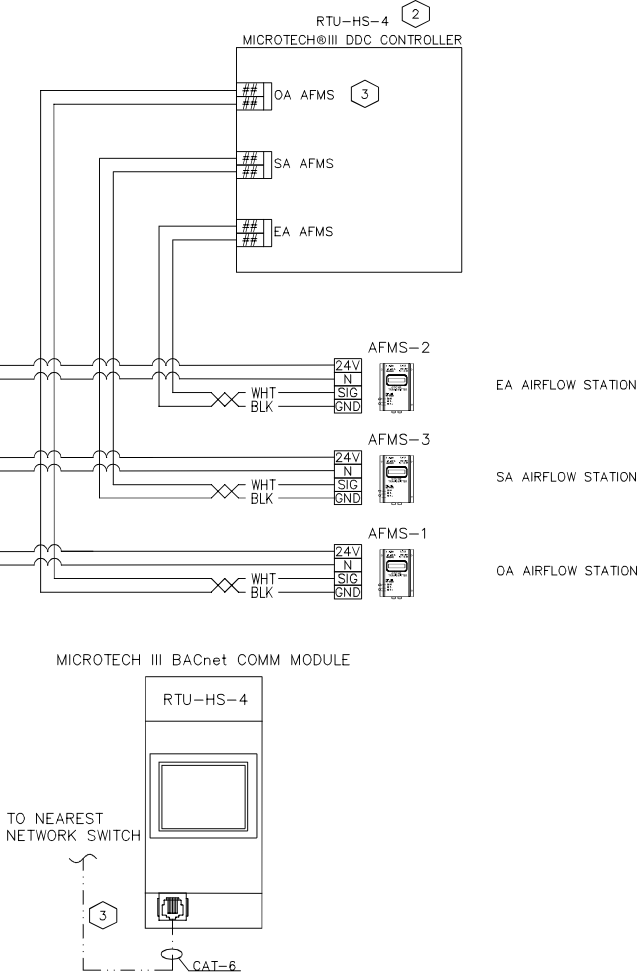 RTU-HS-4 2
MICROTECH®III DDC CONTROLLER
##
## OA AFMS 3
##
## SA AFMS
##
## EA AFMS
AFMS-2
24V
N
WHT SIG
BLK GND
EA AIRFLOW STATION
AFMS-3
24V
N
WHT SIG
BLK GND
SA AIRFLOW STATION
AFMS-1
24V
N
WHT SIG
BLK GND
OA AIRFLOW STATION
MICROTECH III BACnet COMM MODULE
RTU-HS-4
TO NEAREST
NETWORK SWITCH
3
CAT-6